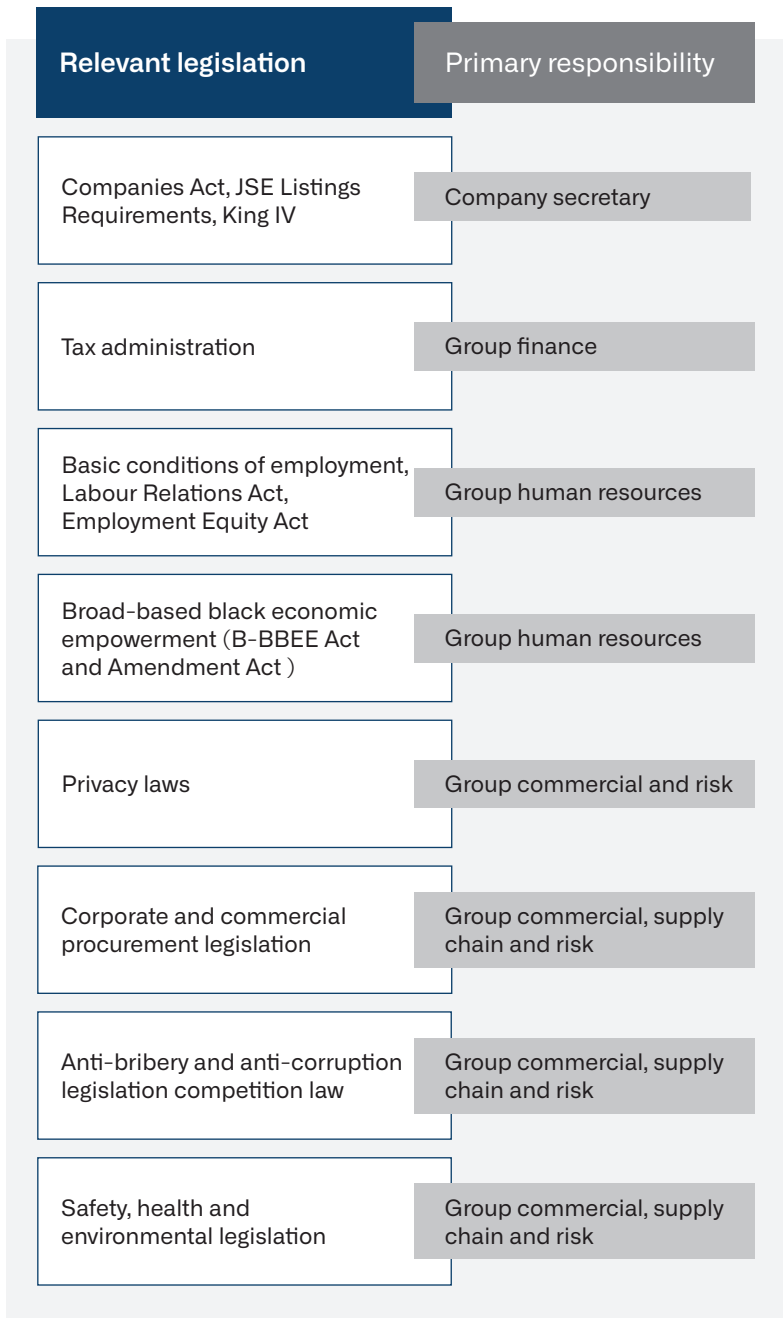 Relevant legislation
Primary responsibility
Companies Act, JSE Listings
Requirements, King IV
Company secretary
Tax administration
Group finance
Basic conditions of employment,
Labour Relations Act,
Employment Equity Act
Group human resources
Broad-based black economic
empowerment (B-BBEE Act
and Amendment Act )
Group human resources
Privacy laws
Group commercial and risk
Corporate and commercial
procurement legislation
Group commercial, supply
chain and risk
Anti-bribery and anti-corruption
legislation competition law
Group commercial, supply
chain and risk
Safety, health and
environmental legislation
Group commercial, supply
chain and risk